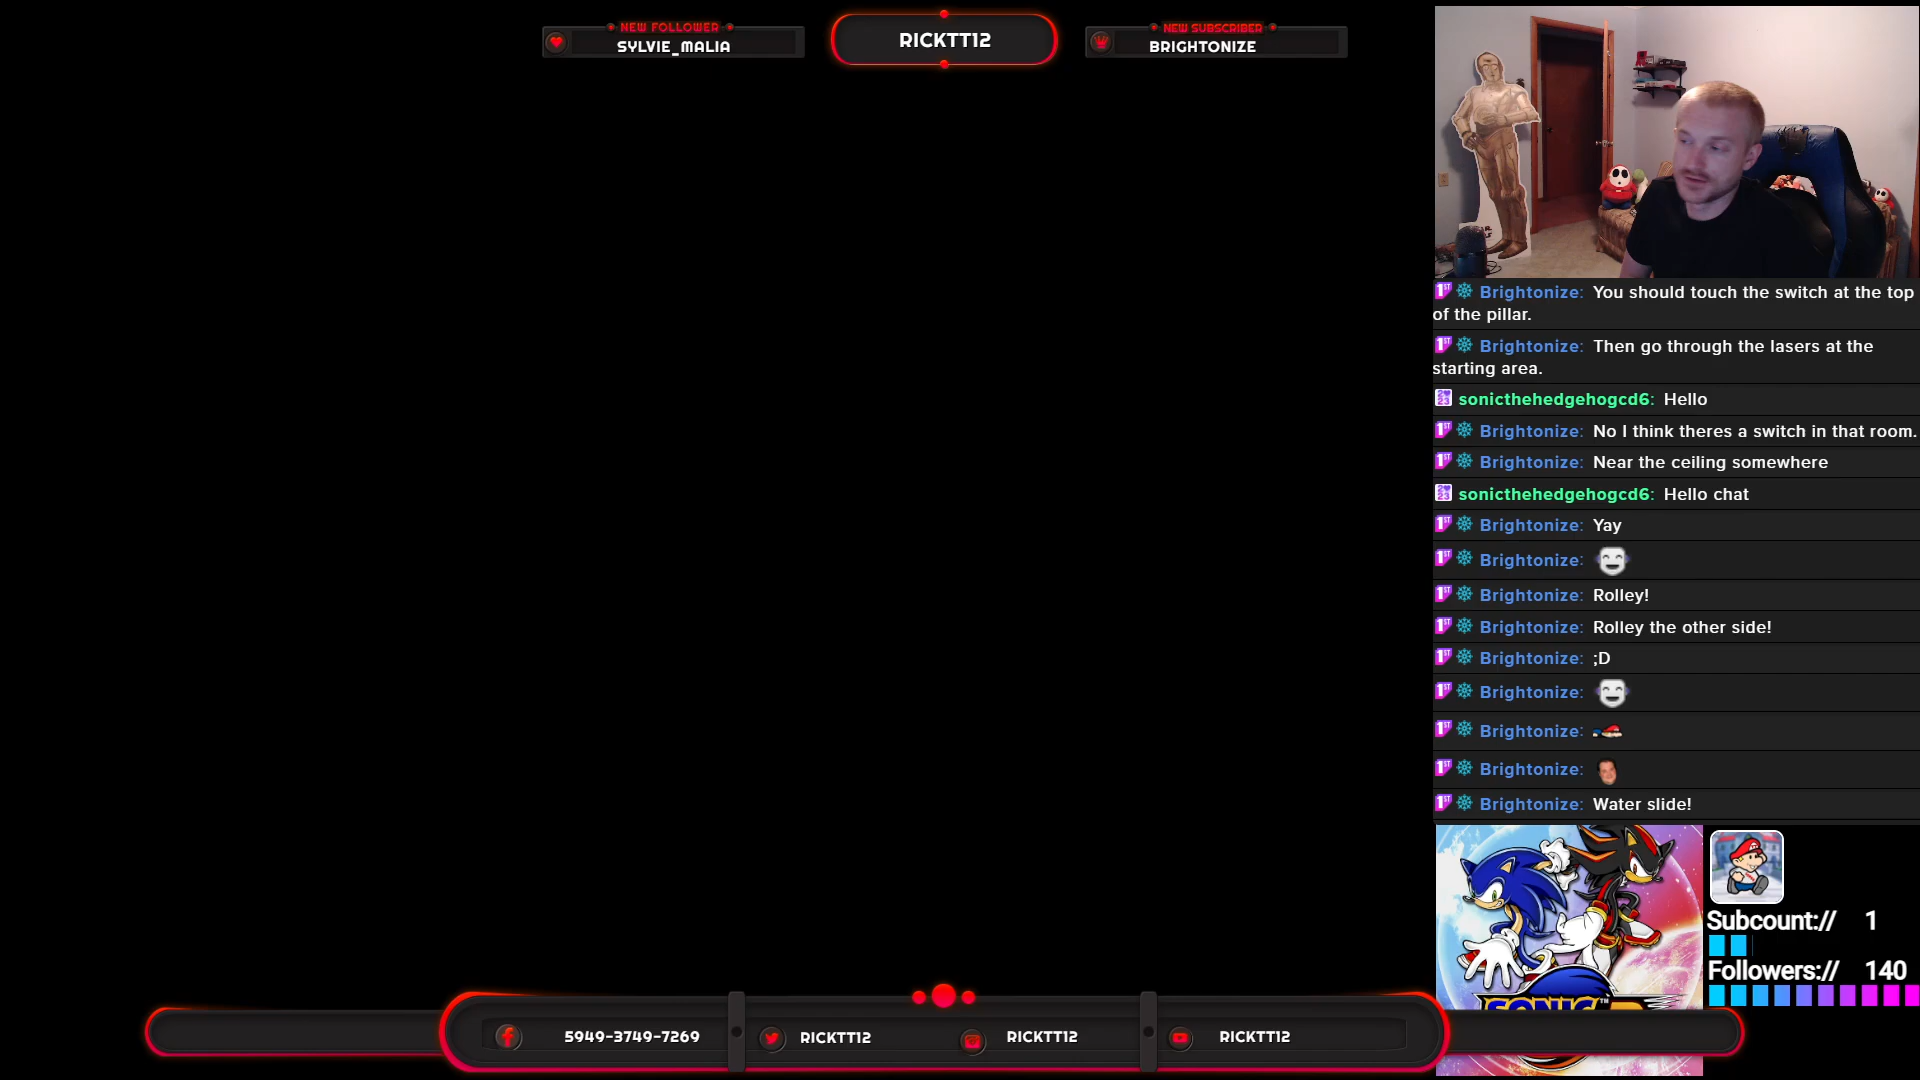 NEW FOLLOWER
SYLVIE_MALIA
RICKTT12
NEW SUBSCRIBER
BRIGHTONIZE
Brightonize: You should touch the switch at the top
of the pillar.
Brightonize: Then go through the lasers at the
starting area.
sonicthehedgehogcd6: Hello
Brightonize: No I think theres a switch in that room.
Brightonize: Near the ceiling somewhere
sonicthehedgehogcd6: Hello chat
Brightonize: Yay
Brightonize:
Brightonize: Rolley!
Brightonize: Rolley the other side!
Brightonize: ;D
Brightonize:
Brightonize:
Brightonize:
Brightonize: Water slide!
Subcount:// 1
Followers:// 140
SONIC
5949-3749-7269
RICKTT12
RICKTT12
RICKTT12